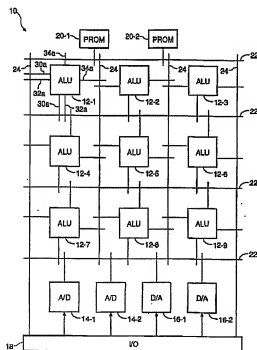 10
20-1
20-2
PROM
PROM
34a
24
24
24
24
22
30a
34a
32a
ALU
ALU
ALU
12-1
12-2
12-3
30a
32a
22
ALU
ALU
ALU
12-4
12-5
12-6
22
ALU
ALU
ALU
12-7
12-8
12-9
22
A/D
A/D
D/A
D/A
14-1
14-2
16-1
16-2
18
I/O